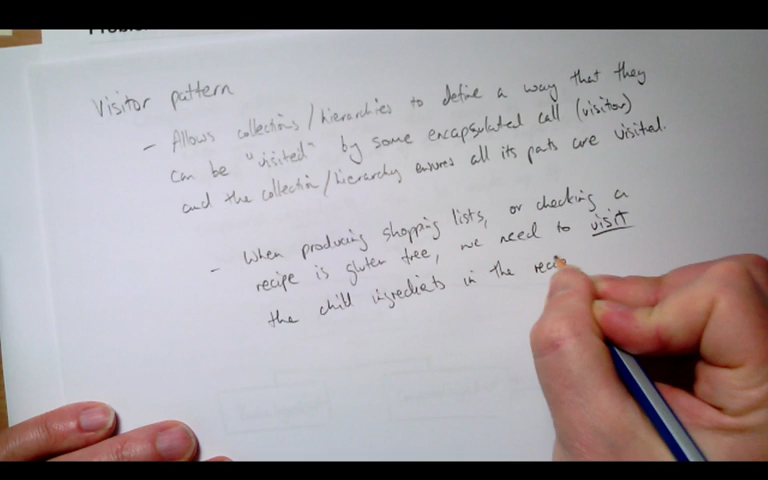 Visitor pattern
- Allows collections/hierarchies to define a way that they
can be "visited" by some encapsulated call (visitor)
and the collection/hierarchy ensures all its parts are visited.
- When producing shopping lists, or checking a
recipe is gluten free, we need to visit
the chill ingredients in the reci